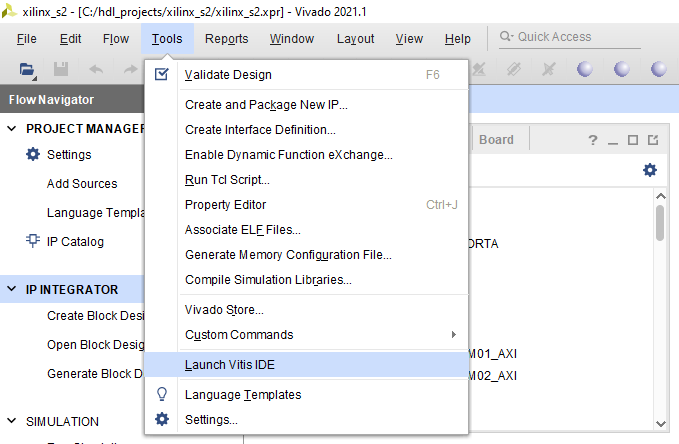 xilinx_s2 - [C:/hdl_projects/xilinx_s2/xilinx_s2.xpr] - Vivado 2021.1
File Edit Flow Tools Reports Window Layout View Help Quick Access
Flow Navigator
PROJECT MANAGER
Settings
Add Sources
Language Templa
IP Catalog
IP INTEGRATOR
Create Block Desi
Open Block Desig
Generate Block D
SIMULATION
Validate Design F6
Create and Package New IP...
Create Interface Definition...
Enable Dynamic Function eXchange...
Run Tcl Script...
Property Editor Ctrl+J
Associate ELF Files...
Generate Memory Configuration File...
Compile Simulation Libraries...
Vivado Store...
Custom Commands
Launch Vitis IDE
Language Templates
Settings...
Board ?
ORTA
M01_AXI
M02_AXI